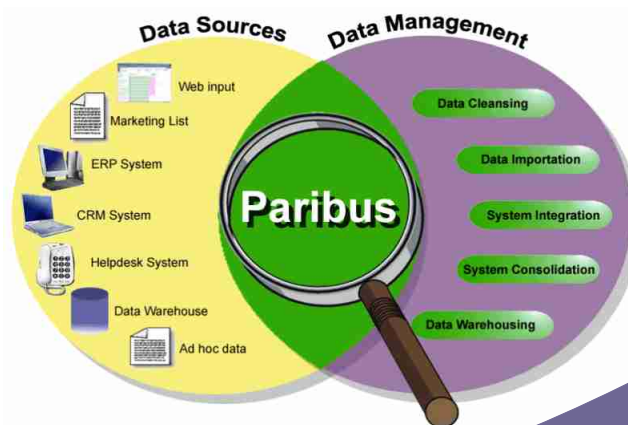 Data Sources
Data Management
Web input
Marketing List
ERP System
CRM System
Helpdesk System
Data Warehouse
Ad hoc data
Paribus
Data Cleansing
Data Importation
System Integration
System Consolidation
Data Warehousing